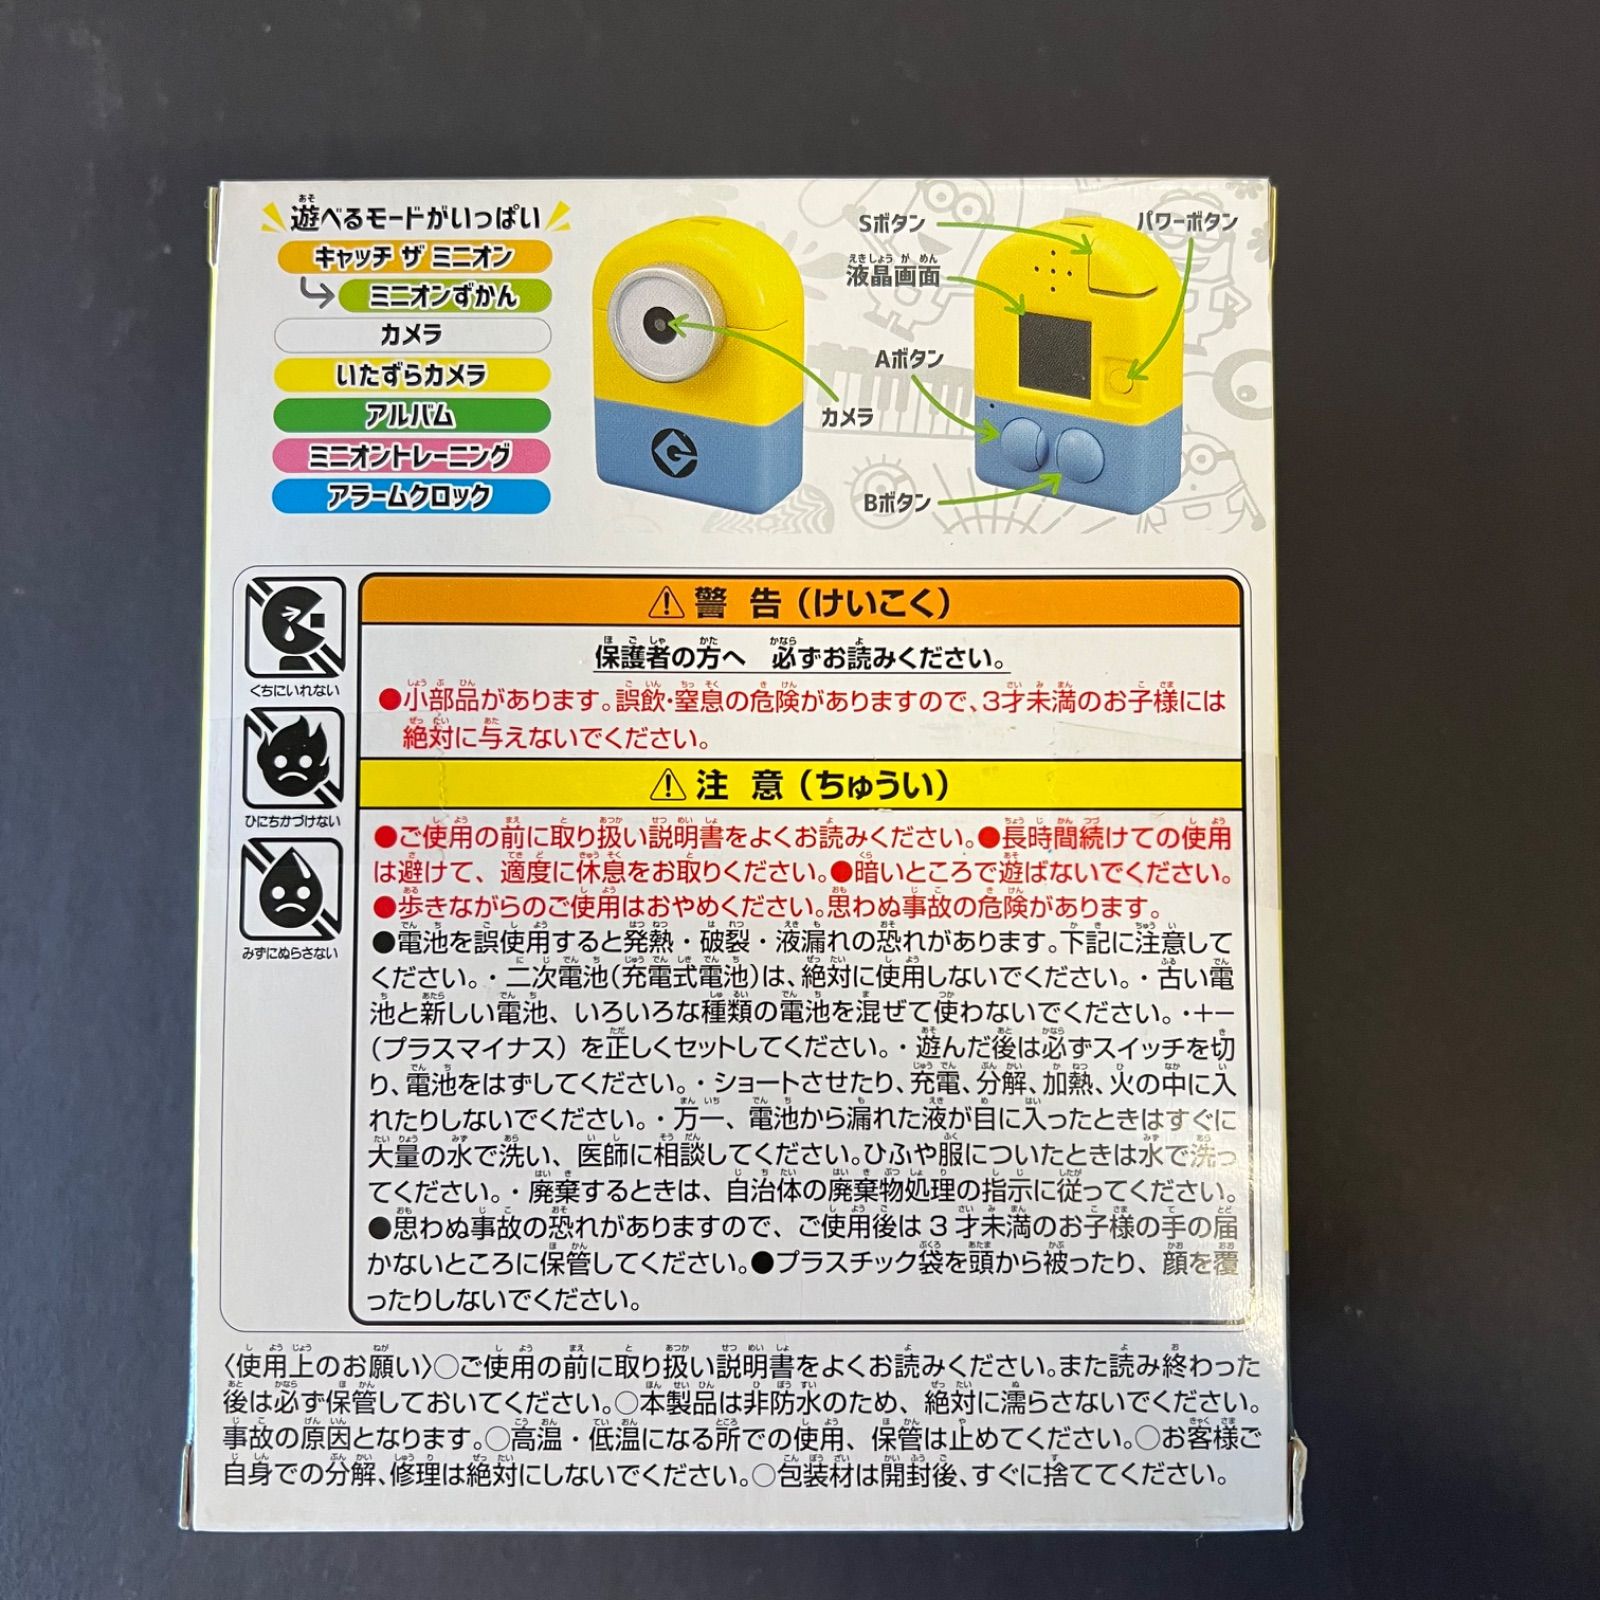 遊べるモードがいっぱい
キャッチ ザ ミニオン
ミニオンずかん
カメラ
いたずらカメラ
アルバム
ミニオントレーニング
アラームクロック
カメラ
Sボタン
液晶画面
Aボタン
Bボタン
パワーボタン
G
くちにいれない
ひにちかづけない
みずにぬらさない
⚠警 告(けいこく)
保護者の方へ 必ずお読みください。
●小部品があります。誤飲・窒息の危険がありますので、3才未満のお子様には
絶対に与えないでください。
⚠注 意(ちゅうい)
●ご使用の前に取り扱い説明書をよくお読みください。●長時間続けての使用
は避けて、適度に休息をお取りください。●暗いところで遊ばないでください。
●歩きながらのご使用はおやめください。思わぬ事故の危険があります。
●電池を誤使用すると発熱・破裂・液漏れの恐れがあります。下記に注意して
ください。・二次電池(充電式電池)は、絶対に使用しないでください。・古い電
池と新しい電池、いろいろな種類の電池を混ぜて使わないでください。・+−
(プラスマイナス)を正しくセットしてください。・遊んだ後は必ずスイッチを切
り、電池をはずしてください。・ショートさせたり、充電、分解、加熱、火の中に入
れたりしないでください。・万一、電池から漏れた液が目に入ったときはすぐに
大量の水で洗い、医師に相談してください。ひふや服についたときは水で洗っ
てください。・廃棄するときは、自治体の廃棄物処理の指示に従ってください。
●思わぬ事故の恐れがありますので、ご使用後は3才未満のお子様の手の届
かないところに保管してください。●プラスチック袋を頭から被ったり、顔を覆
ったりしないでください。
〈使用上のお願い〉○ご使用の前に取り扱い説明書をよくお読みください。また読み終わった
後は必ず保管しておいてください。○本製品は非防水のため、絶対に濡らさないでください。
事故の原因となります。○高温・低温になる所での使用、保管は止めてください。○お客様ご
自身での分解、修理は絶対にしないでください。○包装材は開封後、すぐに捨ててください。